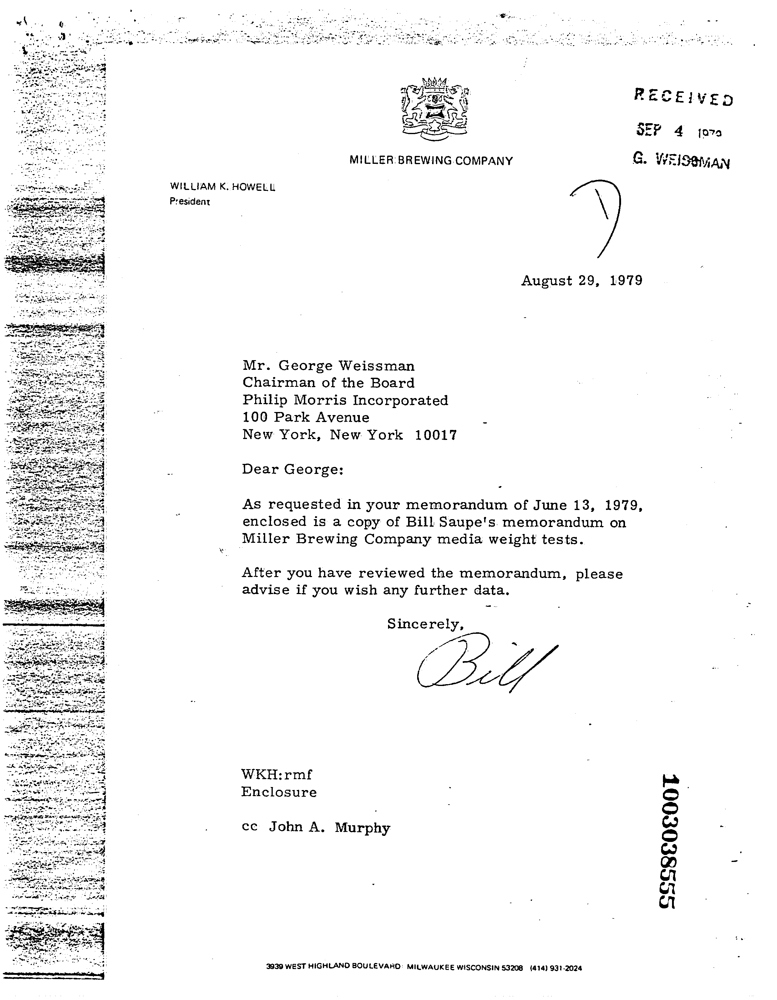 RECEIVED
SEP 4 1979
G. WEISSMAN
MILLER BREWING COMPANY
WILLIAM K. HOWELL
President
August 29, 1979
Mr. George Weissman
Chairman of the Board
Philip Morris Incorporated
100 Park Avenue
New York, New York 10017
Dear George:
As requested in your memorandum of June 13, 1979,
enclosed is a copy of Bill Saupe's memorandum on
Miller Brewing Company media weight tests.
After you have reviewed the memorandum, please
advise if you wish any further data.
Sincerely,
Bill
WKH:rmf
Enclosure
cc John A. Murphy
1003038555
3939 WEST HIGHLAND BOULEVARD MILWAUKEE WISCONSIN 53208 (414) 931-2024